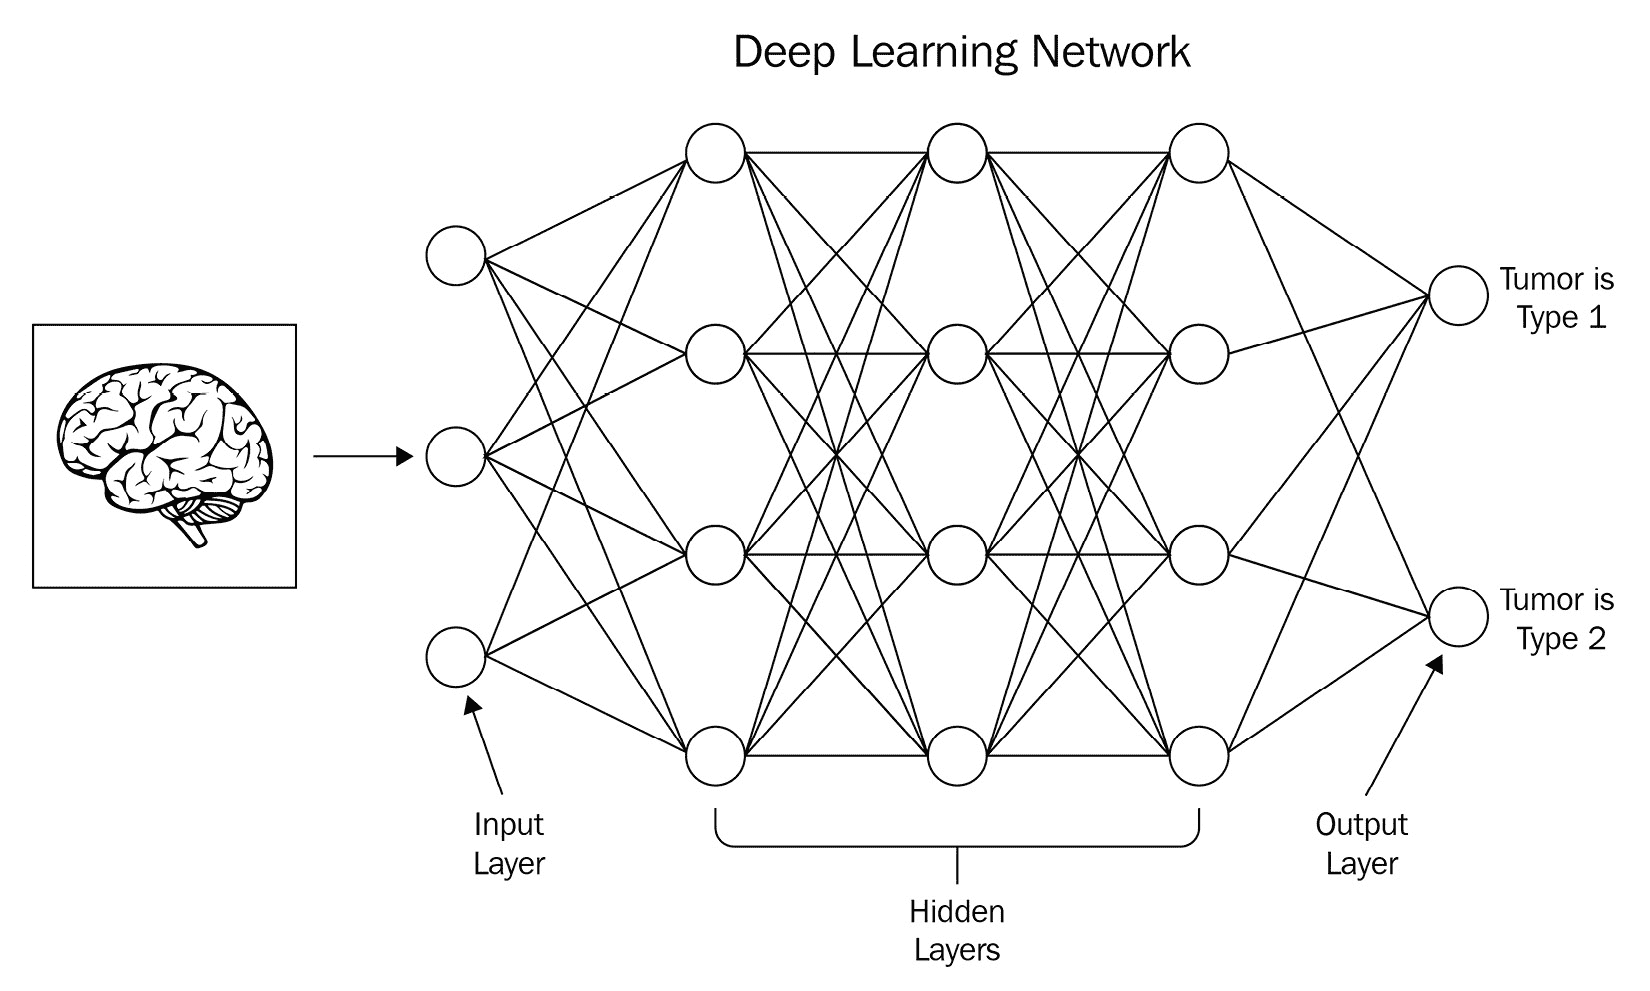 Deep Learning Network
Tumor is
Type 1
Tumor is
Type 2
Input
Layer
Output
Layer
Hidden
Layers